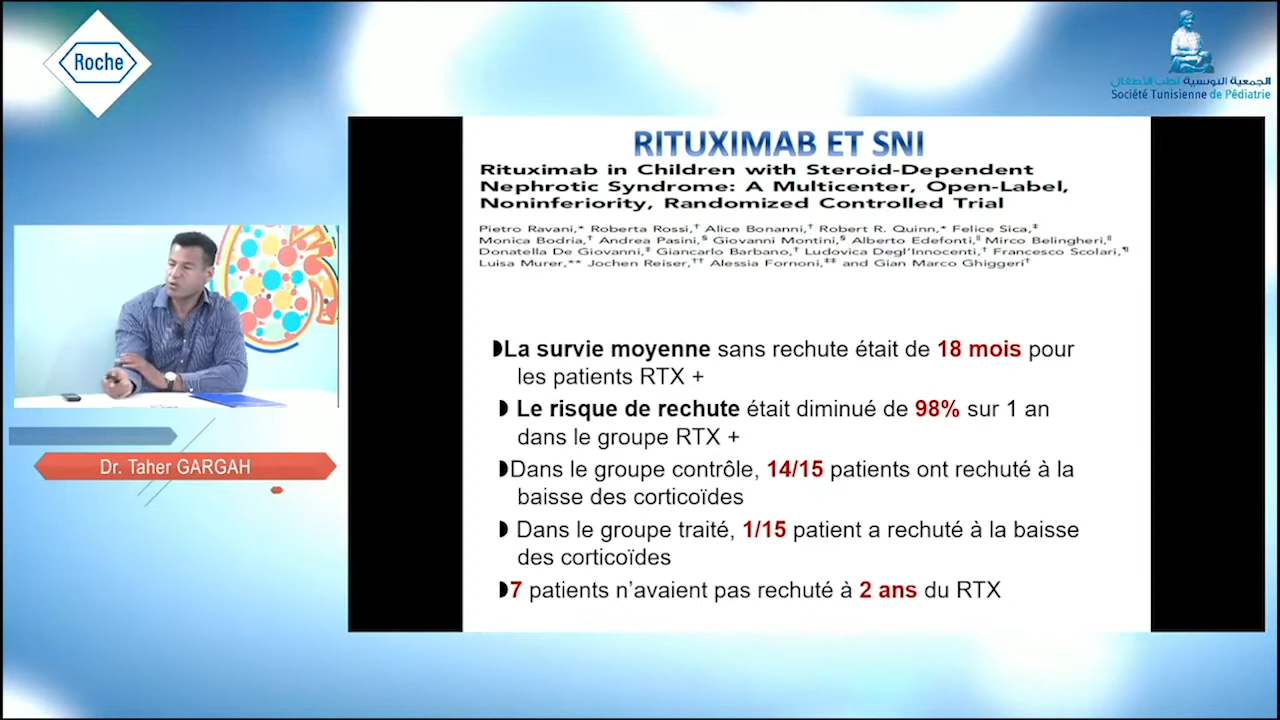 Roche
الجمعية التونسية لطب الأطفال
Société Tunisienne de Pédiatrie
RITUXIMAB ET SNI
Rituximab in Children with Steroid-Dependent
Nephrotic Syndrome: A Multicenter, Open-Label,
Noninferiority, Randomized Controlled Trial
Pietro Ravani,* Roberta Rossi,† Alice Bonanni,† Robert R. Quinn,* Felice Sica,‡
Monica Bodria,† Andrea Pasini,§ Giovanni Montini,§ Alberto Edefonti,‖ Mirco Belingheri,‖
Donatella De Giovanni,‡ Giancarlo Barbano,† Ludovica Degl'Innocenti,† Francesco Scolari,¶
Luisa Murer,** Jochen Reiser,†† Alessia Fornoni,‡‡ and Gian Marco Ghiggeri†
◗La survie moyenne sans rechute était de 18 mois pour
les patients RTX +
◗ Le risque de rechute était diminué de 98% sur 1 an
dans le groupe RTX +
◗Dans le groupe contrôle, 14/15 patients ont rechuté à la
baisse des corticoïdes
◗ Dans le groupe traité, 1/15 patient a rechuté à la baisse
des corticoïdes
◗7 patients n'avaient pas rechuté à 2 ans du RTX
Dr. Taher GARGAH